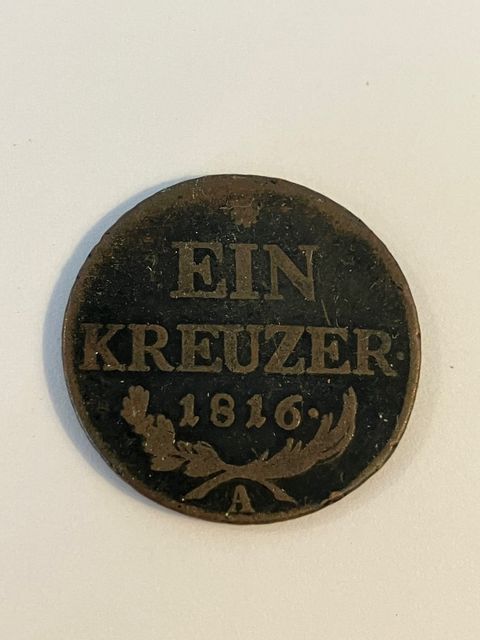 EIN
KREUZER.
1816.
A